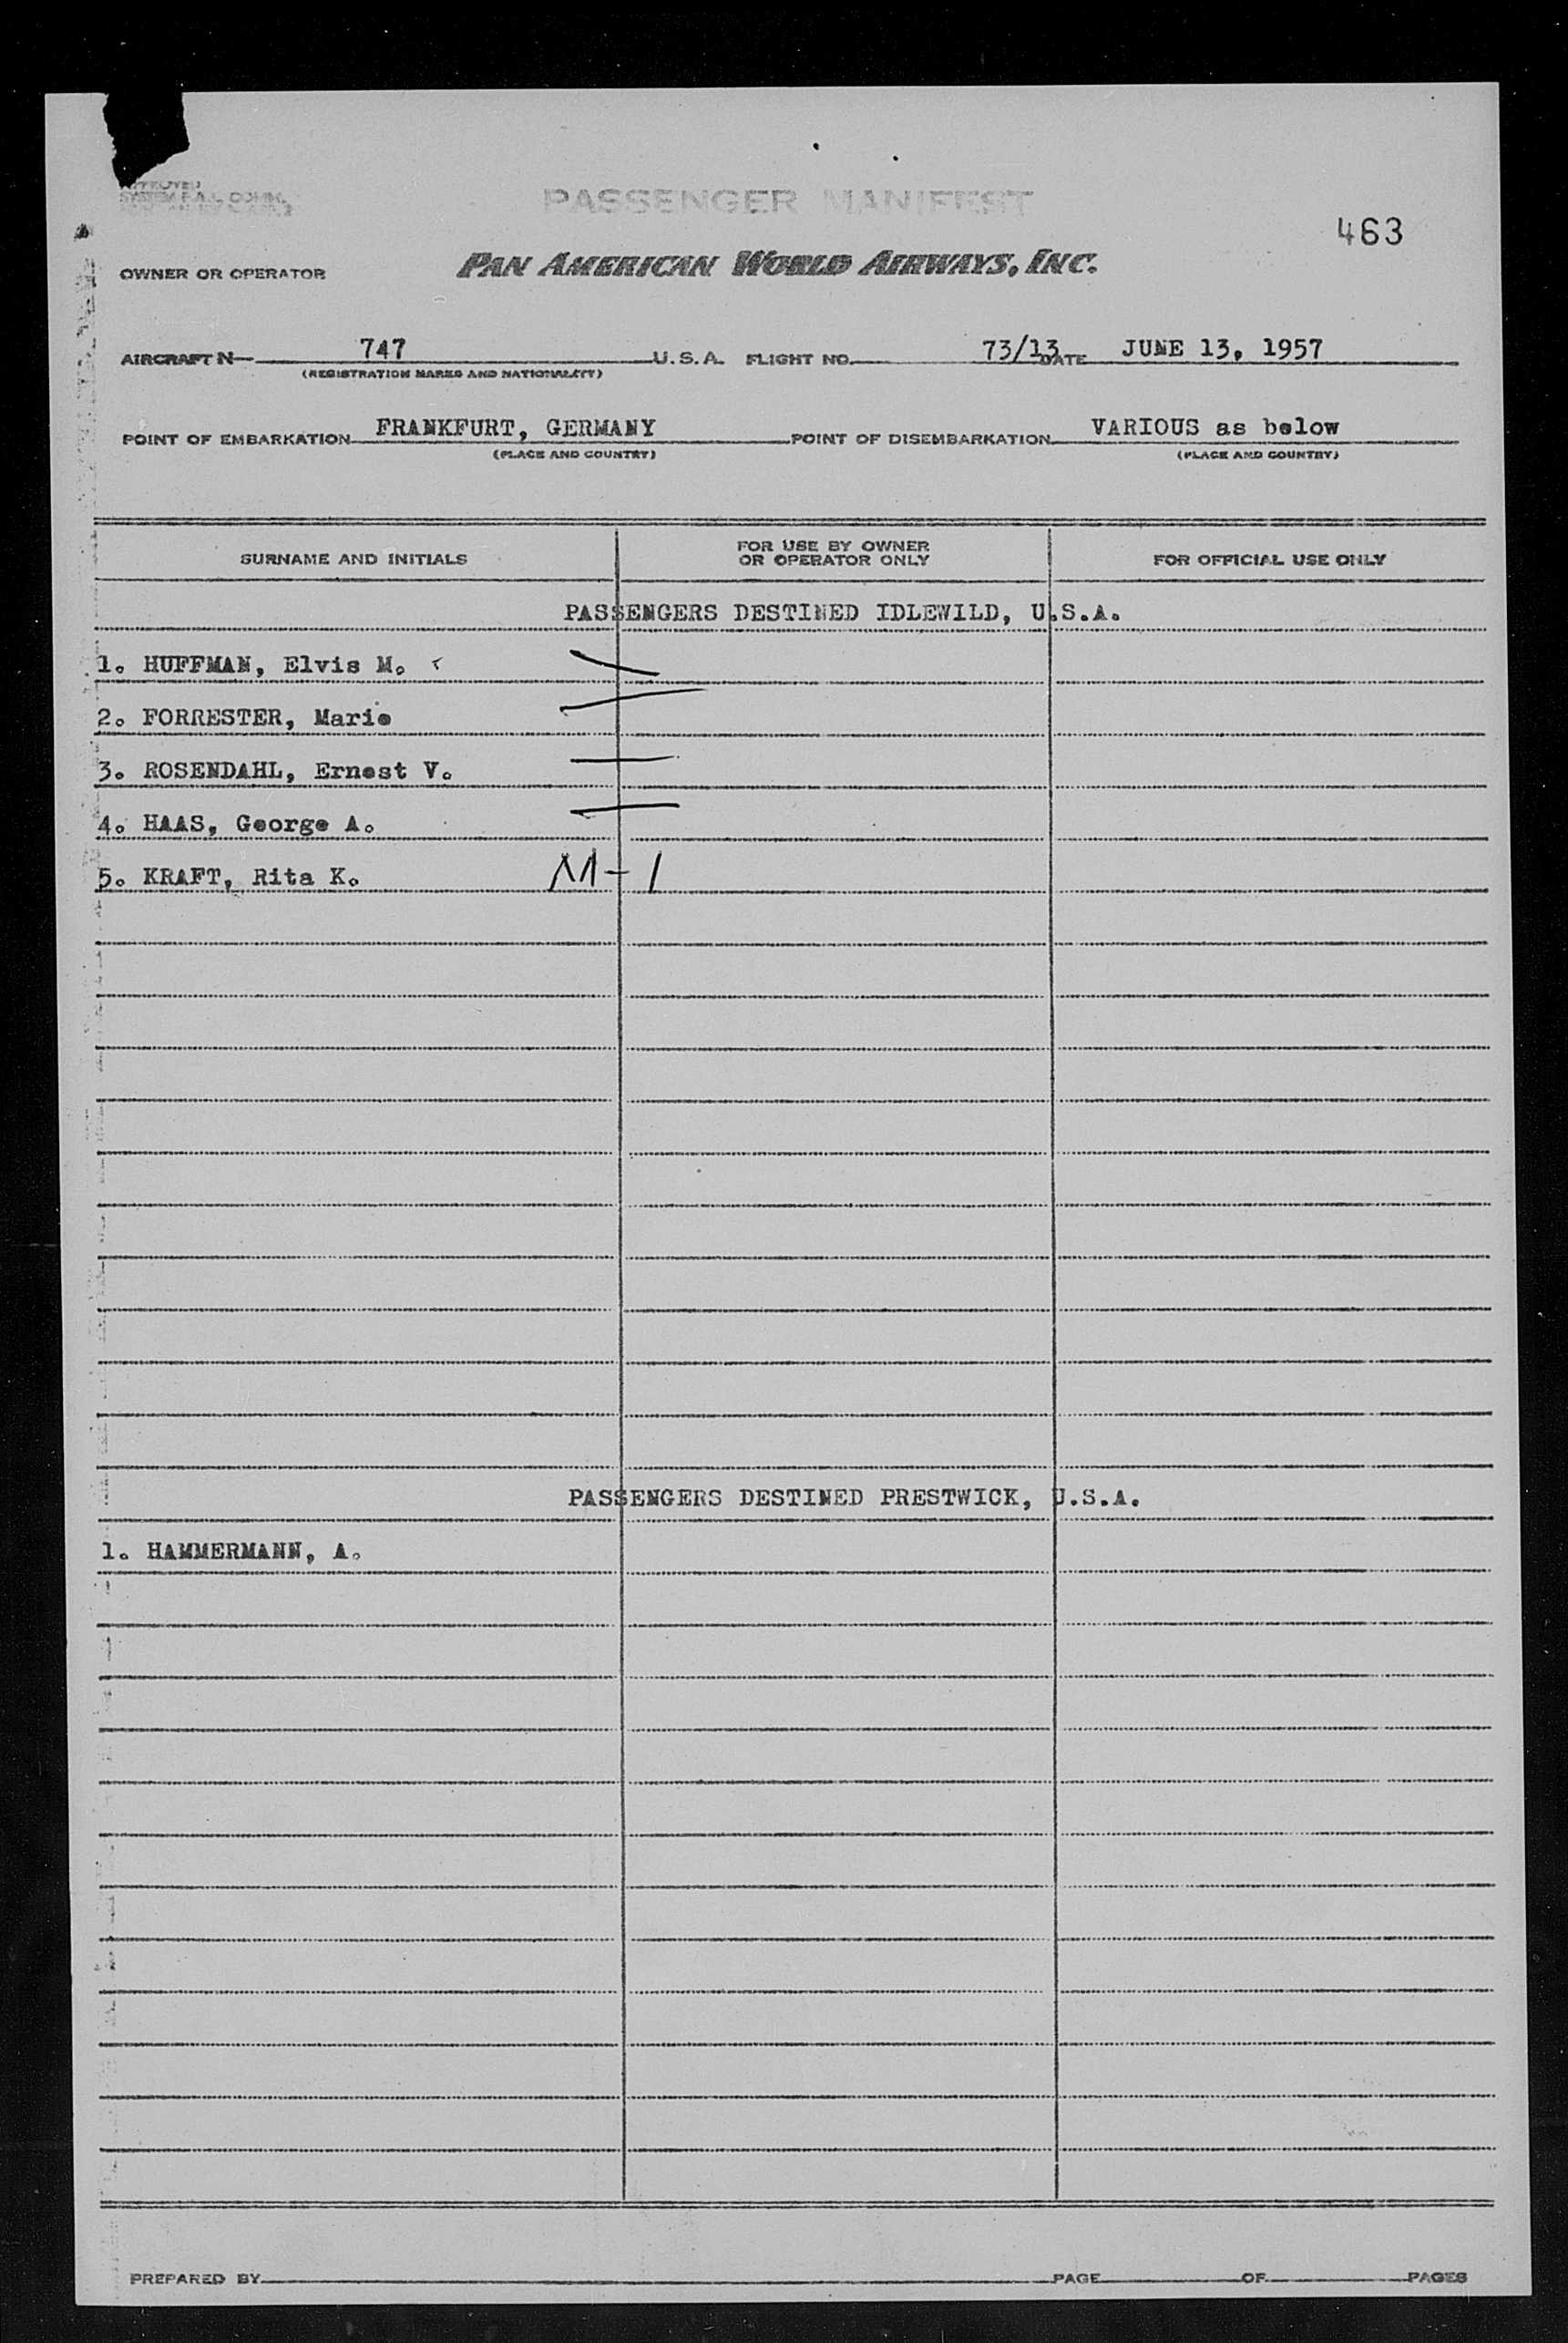 APPROVED
SYSTEM F.A.L. COMM.
PASSENGER MANIFEST
463
OWNER OR OPERATOR PAN AMERICAN WORLD AIRWAYS, INC.
AIRCRAFT N- 747 U.S.A. FLIGHT NO. 73/13 DATE JUNE 13, 1957
(REGISTRATION MARKS AND NATIONALITY)
POINT OF EMBARKATION FRANKFURT, GERMANY POINT OF DISEMBARKATION VARIOUS as below
(PLACE AND COUNTRY) (PLACE AND COUNTRY)
SURNAME AND INITIALS FOR USE BY OWNER OR OPERATOR ONLY FOR OFFICIAL USE ONLY
PASSENGERS DESTINED IDLEWILD, U.S.A.
1. HUFFMAN, Elvis M.
2. FORRESTER, Marie
3. ROSENDAHL, Ernest V.
4. HAAS, George A.
5. KRAFT, Rita K. M-1
PASSENGERS DESTINED PRESTWICK, U.S.A.
1. HAMMERMANN, A.
PREPARED BY PAGE OF PAGES